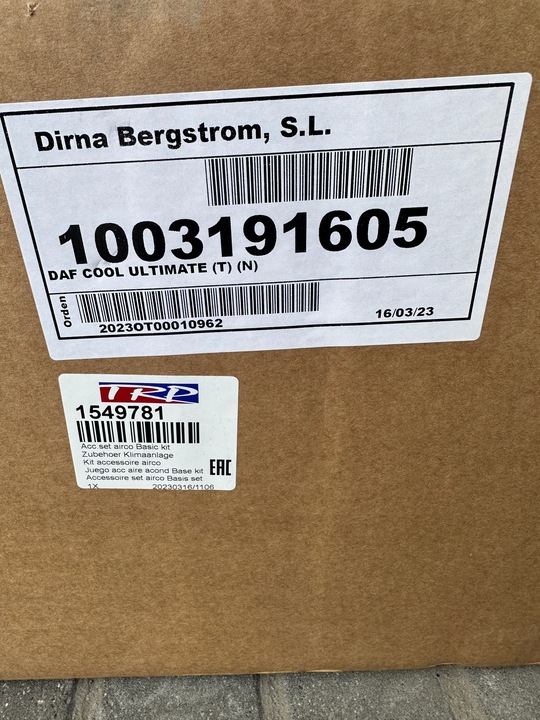 Dirna Bergstrom, S.L.
1003191605
DAF COOL ULTIMATE (T) (N)
Orden
2023OT00010962
16/03/23
TRP
1549781
Acc set airco Basic kit
Zubehoer Klimaanlage
Kit accessoire airco
Juego acc aire acond Base kit
Accessoire set airco Basis set
EAC
1X 20230316/1106